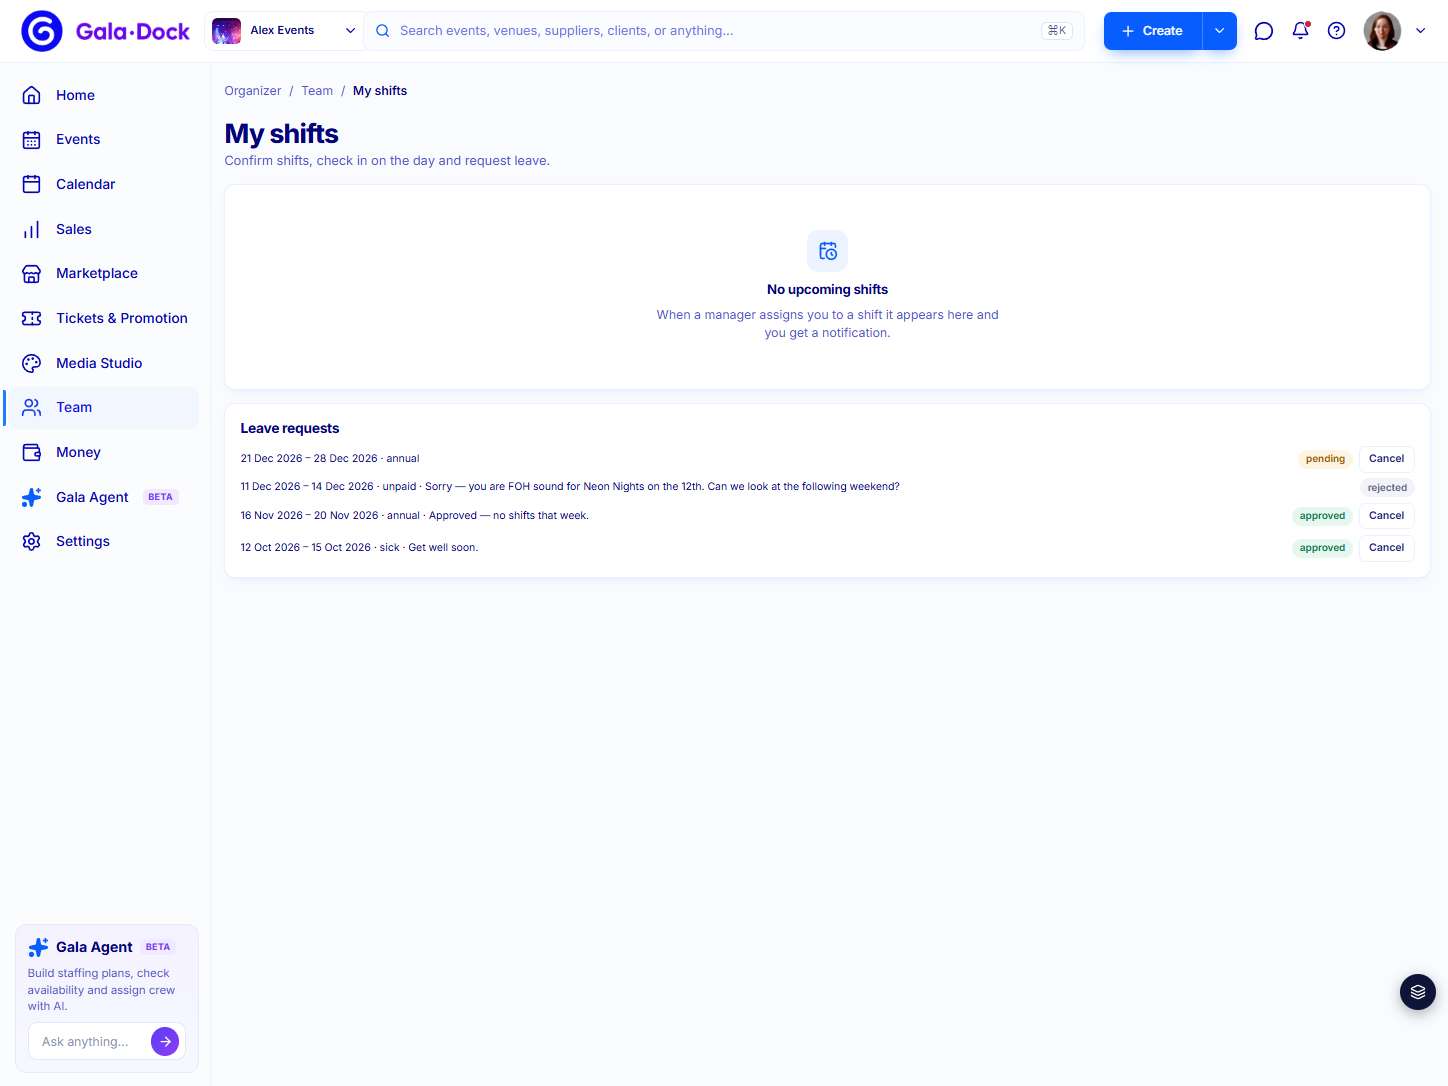 Gala·Dock
Alex Events
Search events, venues, suppliers, clients, or anything...
⌘K
+ Create
Home
Events
Calendar
Sales
Marketplace
Tickets & Promotion
Media Studio
Team
Money
Gala Agent BETA
Settings
Organizer / Team / My shifts
My shifts
Confirm shifts, check in on the day and request leave.
No upcoming shifts
When a manager assigns you to a shift it appears here and
you get a notification.
Leave requests
21 Dec 2026 – 28 Dec 2026 · annual pending Cancel
11 Dec 2026 – 14 Dec 2026 · unpaid · Sorry — you are FOH sound for Neon Nights on the 12th. Can we look at the following weekend? rejected
16 Nov 2026 – 20 Nov 2026 · annual · Approved — no shifts that week. approved Cancel
12 Oct 2026 – 15 Oct 2026 · sick · Get well soon. approved Cancel
Gala Agent BETA
Build staffing plans, check
availability and assign crew
with AI.
Ask anything...